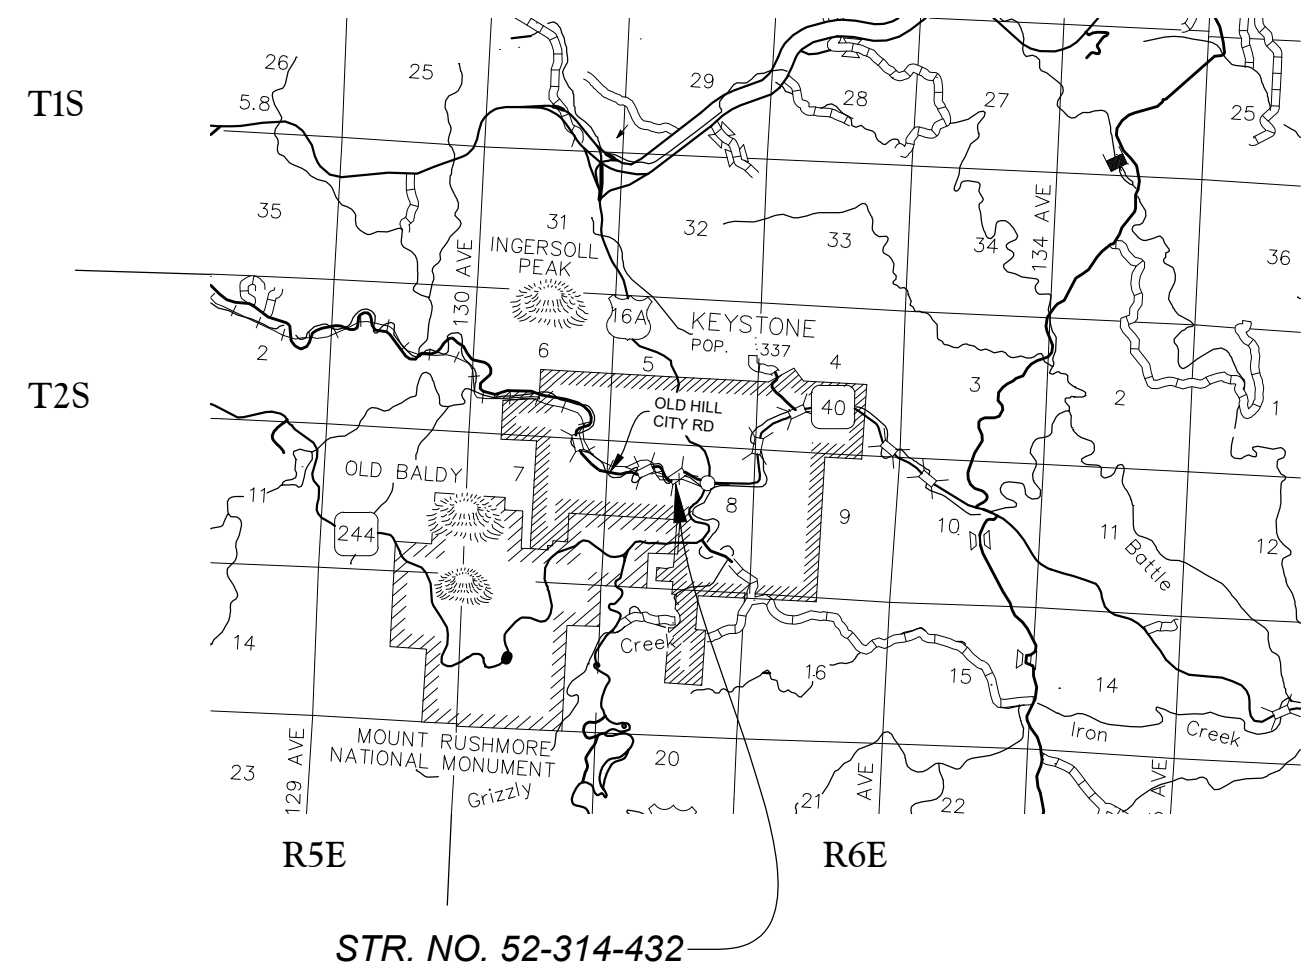 T1S
26
25
5.8
29
28
27
25
35
31
32
33
34
134 AVE
36
INGERSOLL
PEAK
130 AVE
16A
KEYSTONE
POP. 337
2
6
5
4
3
2
1
T2S
OLD HILL
CITY RD
40
OLD BALDY
7
8
9
10
11
12
11
244
Battle
14
Creek
16
15
14
Iron
Creek
MOUNT RUSHMORE
NATIONAL MONUMENT
Grizzly
129 AVE
23
20
21
AVE
22
AVE
R5E
R6E
STR. NO. 52-314-432